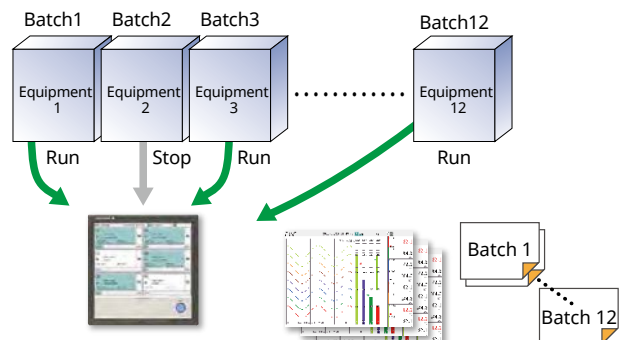 Batch1 Batch2 Batch3 Batch12
Equipment
1
Equipment
2
Equipment
3
Equipment
12
Run Stop Run Run
Batch 1
Batch 12